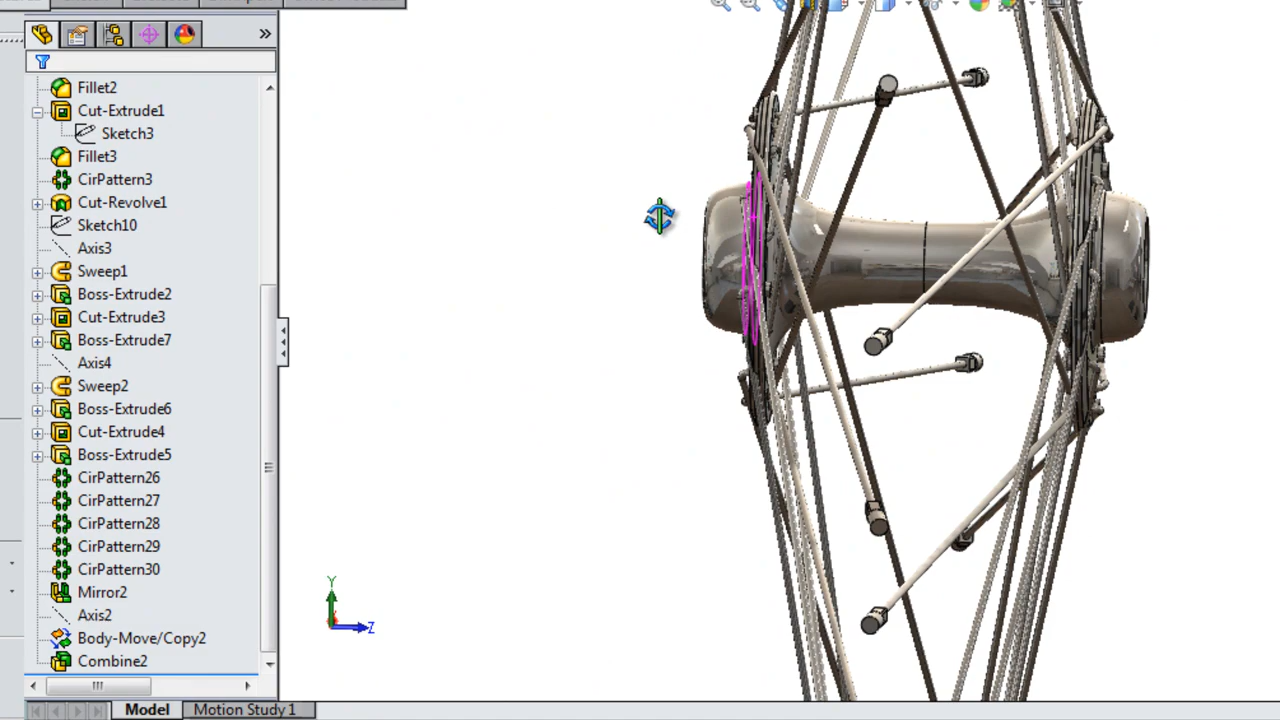 Fillet2
Cut-Extrude1
Sketch3
Fillet3
CirPattern3
Cut-Revolve1
Sketch10
Axis3
Sweep1
Boss-Extrude2
Cut-Extrude3
Boss-Extrude7
Axis4
Sweep2
Boss-Extrude6
Cut-Extrude4
Boss-Extrude5
CirPattern26
CirPattern27
CirPattern28
CirPattern29
CirPattern30
Mirror2
Axis2
Body-Move/Copy2
Combine2
Y
Z
Model
Motion Study 1